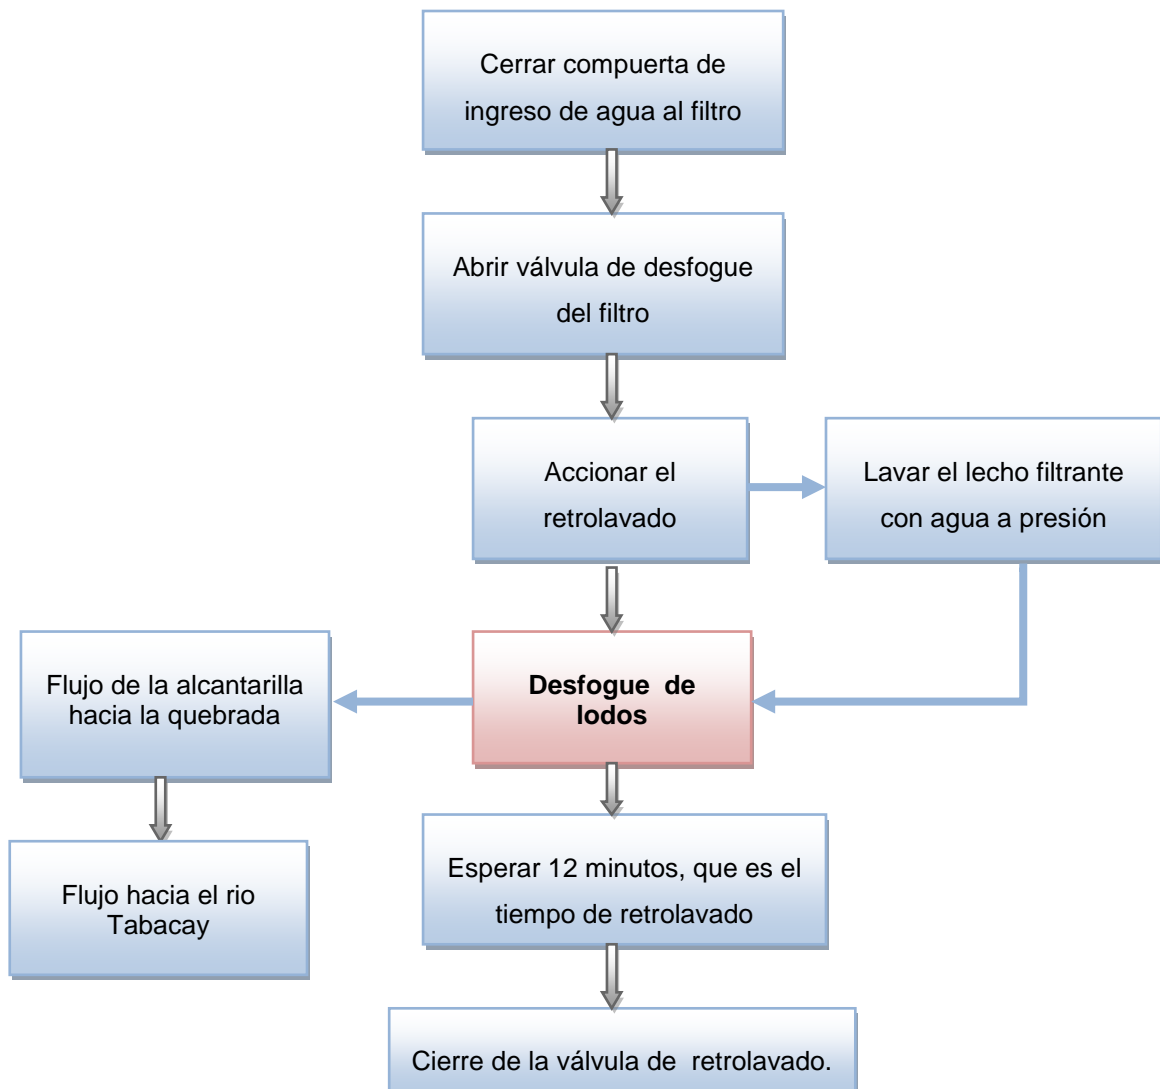 Cerrar compuerta de
ingreso de agua al filtro
Abrir válvula de desfogue
del filtro
Accionar el
retrolavado
Lavar el lecho filtrante
con agua a presión
Desfogue de
lodos
Flujo de la alcantarilla
hacia la quebrada
Flujo hacia el rio
Tabacay
Esperar 12 minutos, que es el
tiempo de retrolavado
Cierre de la válvula de retrolavado.